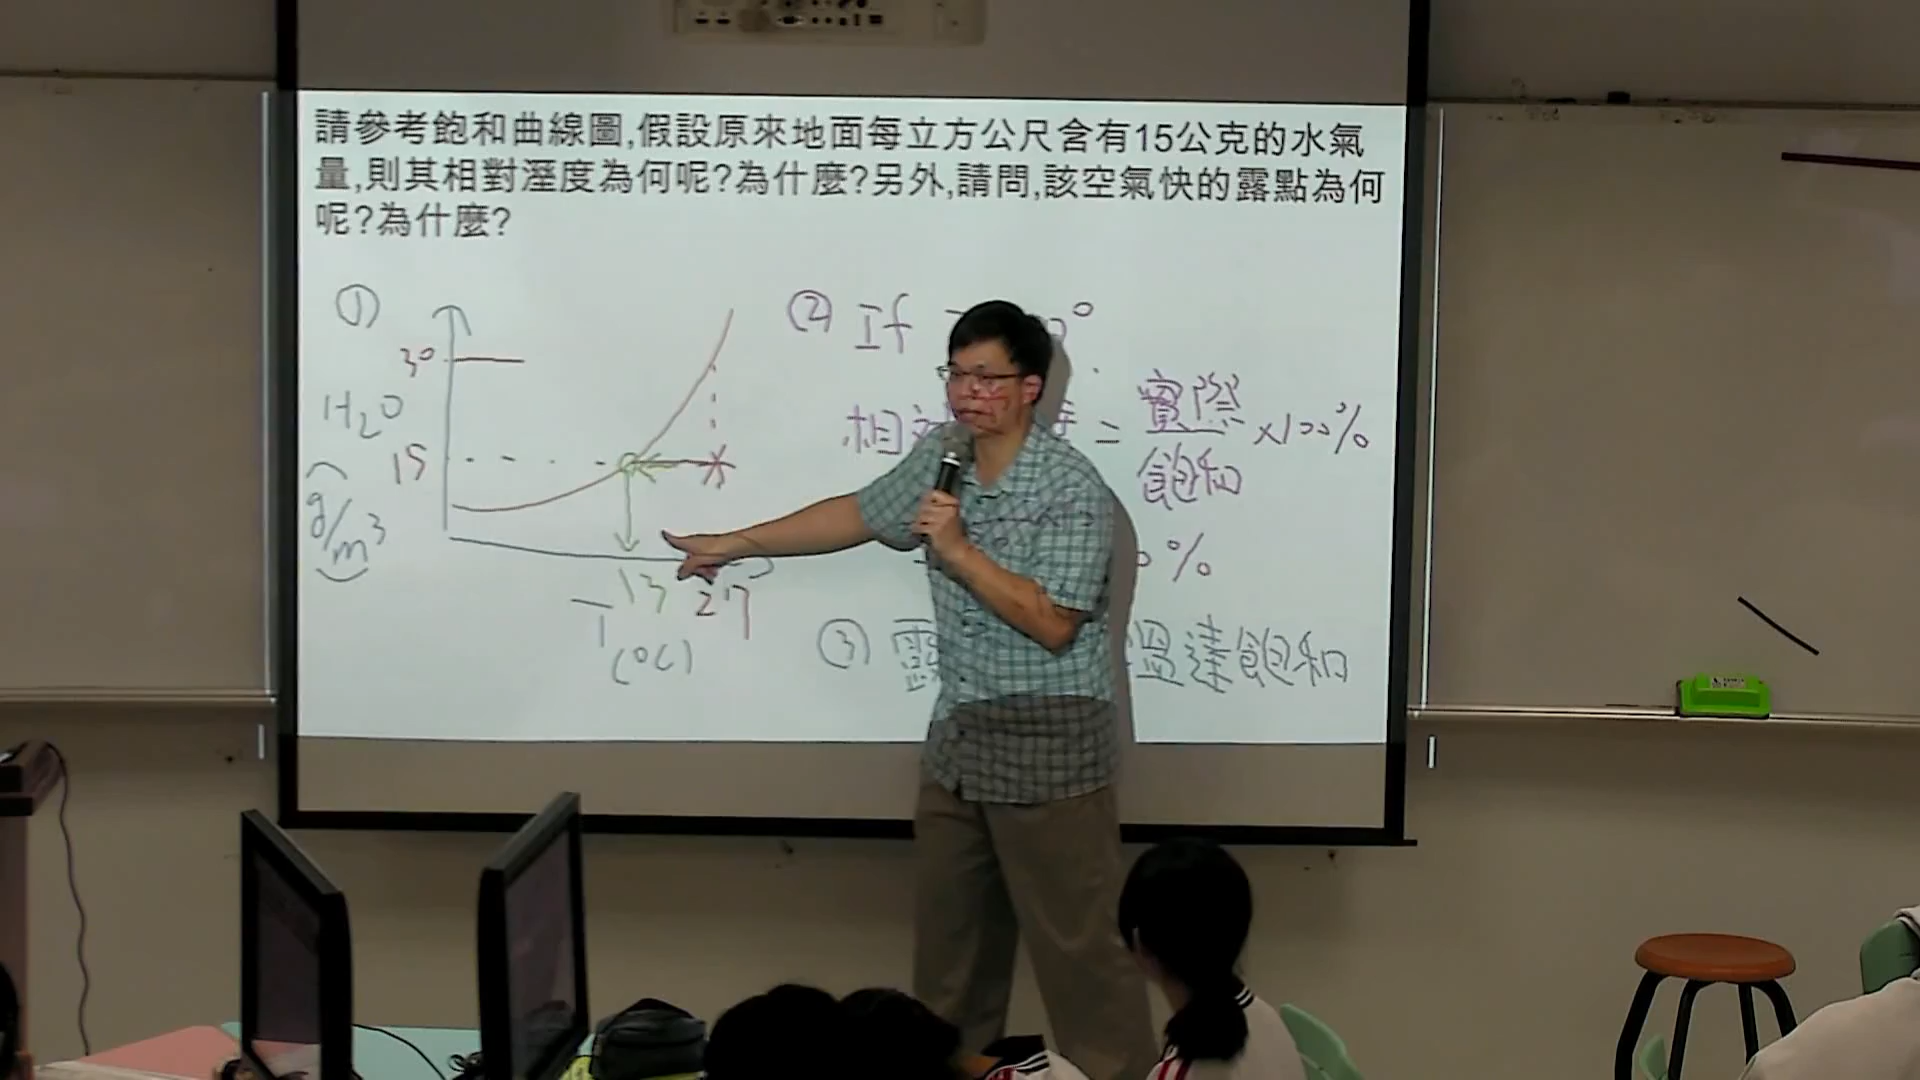 請參考飽和曲線圖,假設原來地面每立方公尺含有15公克的水氣
量,則其相對溼度為何呢?為什麼?另外,請問,該空氣快的露點為何
呢?為什麼?
①
30
H₂O
15
(g/m³)
13 27
T
(°C)
② If
相 = 實際/飽和 ×100%
0%
③ 露 溫達飽和